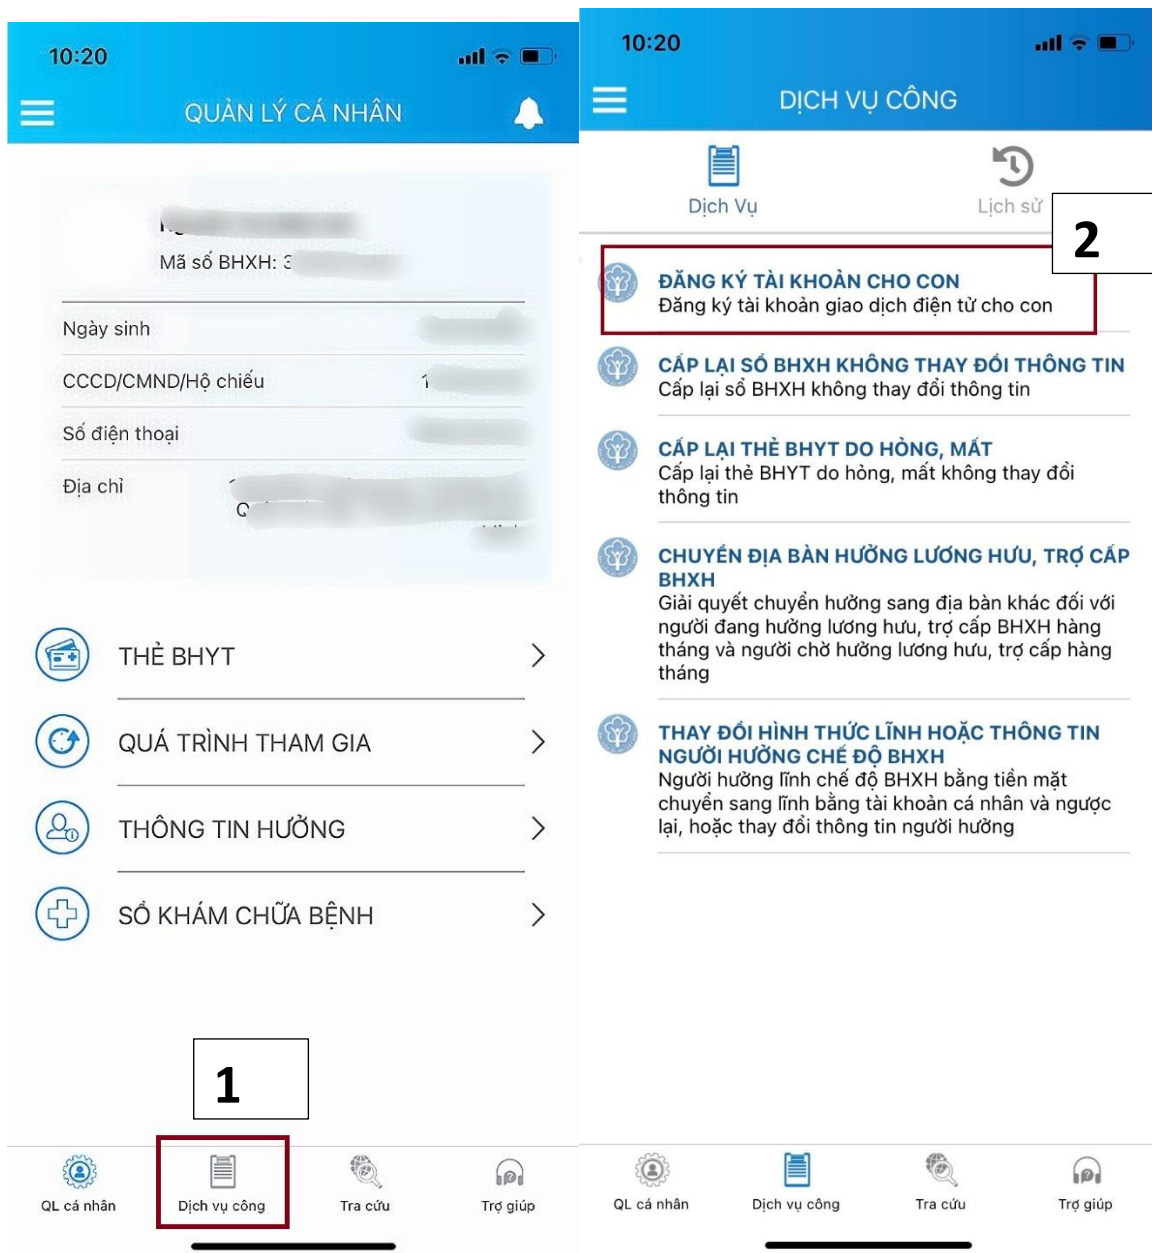 10:20
QUẢN LÝ CÁ NHÂN
Mã số BHXH: 3
Ngày sinh
CCCD/CMND/Hộ chiếu 1
Số điện thoại
Địa chỉ
THẺ BHYT
QUÁ TRÌNH THAM GIA
THÔNG TIN HƯỞNG
SỔ KHÁM CHỮA BỆNH
1
QL cá nhân Dịch vụ công Tra cứu Trợ giúp
10:20
DỊCH VỤ CÔNG
Dịch Vụ Lịch sử
2
ĐĂNG KÝ TÀI KHOẢN CHO CON
Đăng ký tài khoản giao dịch điện tử cho con
CẤP LẠI SỔ BHXH KHÔNG THAY ĐỔI THÔNG TIN
Cấp lại sổ BHXH không thay đổi thông tin
CẤP LẠI THẺ BHYT DO HỎNG, MẤT
Cấp lại thẻ BHYT do hỏng, mất không thay đổi
thông tin
CHUYỂN ĐỊA BÀN HƯỞNG LƯƠNG HƯU, TRỢ CẤP
BHXH
Giải quyết chuyển hưởng sang địa bàn khác đối với
người đang hưởng lương hưu, trợ cấp BHXH hàng
tháng và người chờ hưởng lương hưu, trợ cấp hàng
tháng
THAY ĐỔI HÌNH THỨC LĨNH HOẶC THÔNG TIN
NGƯỜI HƯỞNG CHẾ ĐỘ BHXH
Người hưởng lĩnh chế độ BHXH bằng tiền mặt
chuyển sang lĩnh bằng tài khoản cá nhân và ngược
lại, hoặc thay đổi thông tin người hưởng
QL cá nhân Dịch vụ công Tra cứu Trợ giúp